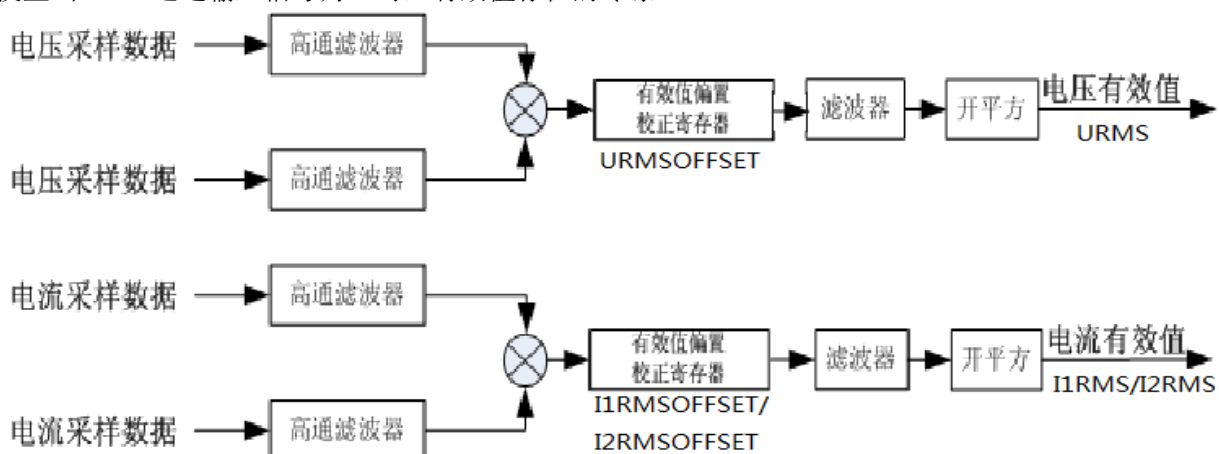 电压采样数据
高通滤波器
有效值偏置
校正寄存器
URMSOFFSET
滤波器
开平方
电压有效值
URMS
电压采样数据
高通滤波器
电流采样数据
高通滤波器
有效值偏置
校正寄存器
I1RMSOFFSET/
I2RMSOFFSET
滤波器
开平方
电流有效值
I1RMS/I2RMS
电流采样数据
高通滤波器